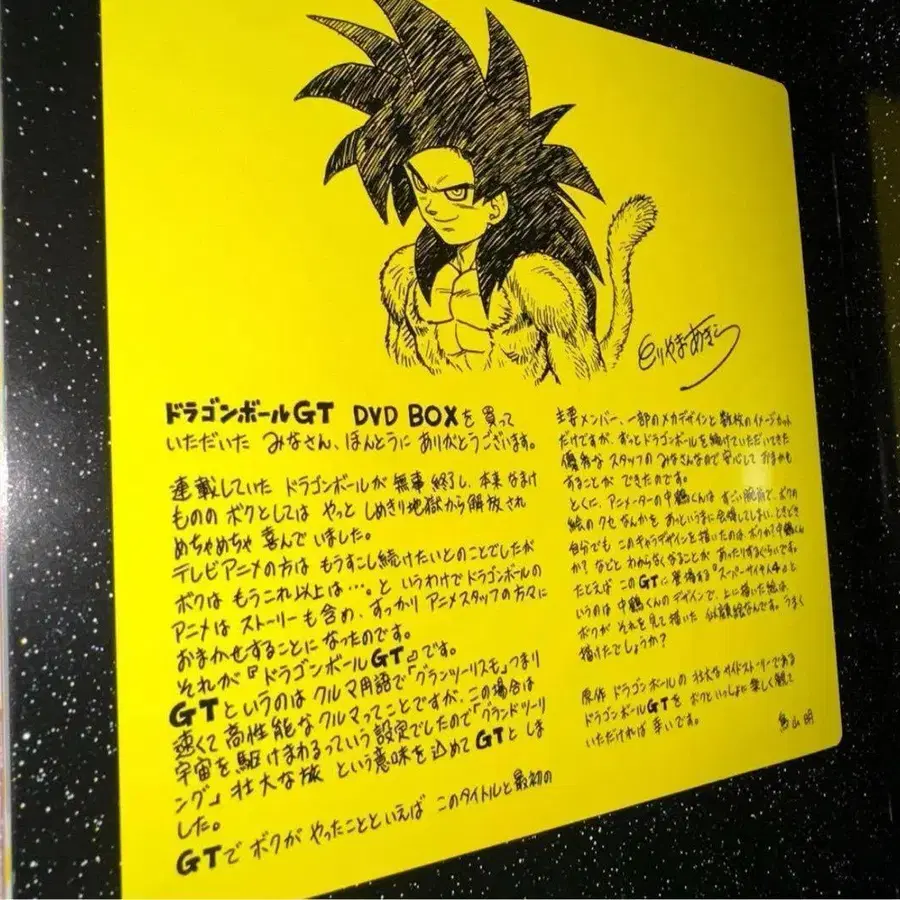 とりやまあきら
ドラゴンボールGT DVD BOXを買って
いただいた みなさん、ほんとうに ありがとうございます。
連載していた ドラゴンボールが 無事 終了し、本来 なまけ
ものの ボクとしては やっと しめきり地獄から解放され
めちゃめちゃ 喜んで いました。
テレビアニメの方は もうすこし続けたいとのことでしたが
ボクは もうこれ以上は…。と いうわけで ドラゴンボールの
アニメは ストーリーも含め、すっかり アニメスタッフの方々に
おまかせすることに なったのです。
それが『ドラゴンボールGT』です。
GTというのは クルマ用語で「グランツーリスモ」つまり
速くて 高性能な クルマってことですが、この場合は
宇宙を駆けまわるっていう 設定でしたので「グランドツーリ
ング」壮大な旅 という意味を 込めて GTと しま
した。
GTで ボクが やったことと いえば このタイトルと最初の
主要メンバー、一部のメカデザインと 数枚のイメージカット
だけですが、ずっとドラゴンボールを続けていただいてきた
優秀な スタッフの みなさんなので 安心して おまかせ
することが できたのです。
とくに、アニメーターの中鶴くんは すごい腕前で、ボクの
絵の クセ なんかを あっというまに会得してしまい、ときどき
自分でも このキャラデザインを描いたのは ボクか?中鶴くん
か? などと わからなくなることが あったりするぐらいです。
たとえば このGTに 登場する『スーパーサイヤ人4』と
いうのは 中鶴くんのデザインで、上に描いた絵は、
ボクが それを見て描いた 似顔絵なんです。うまく
描けたでしょうか?
原作 ドラゴンボールの 壮大なサイドストーリーである
ドラゴンボールGTを ボクといっしょに 楽しく観て
いただければ 幸いです。
鳥山明